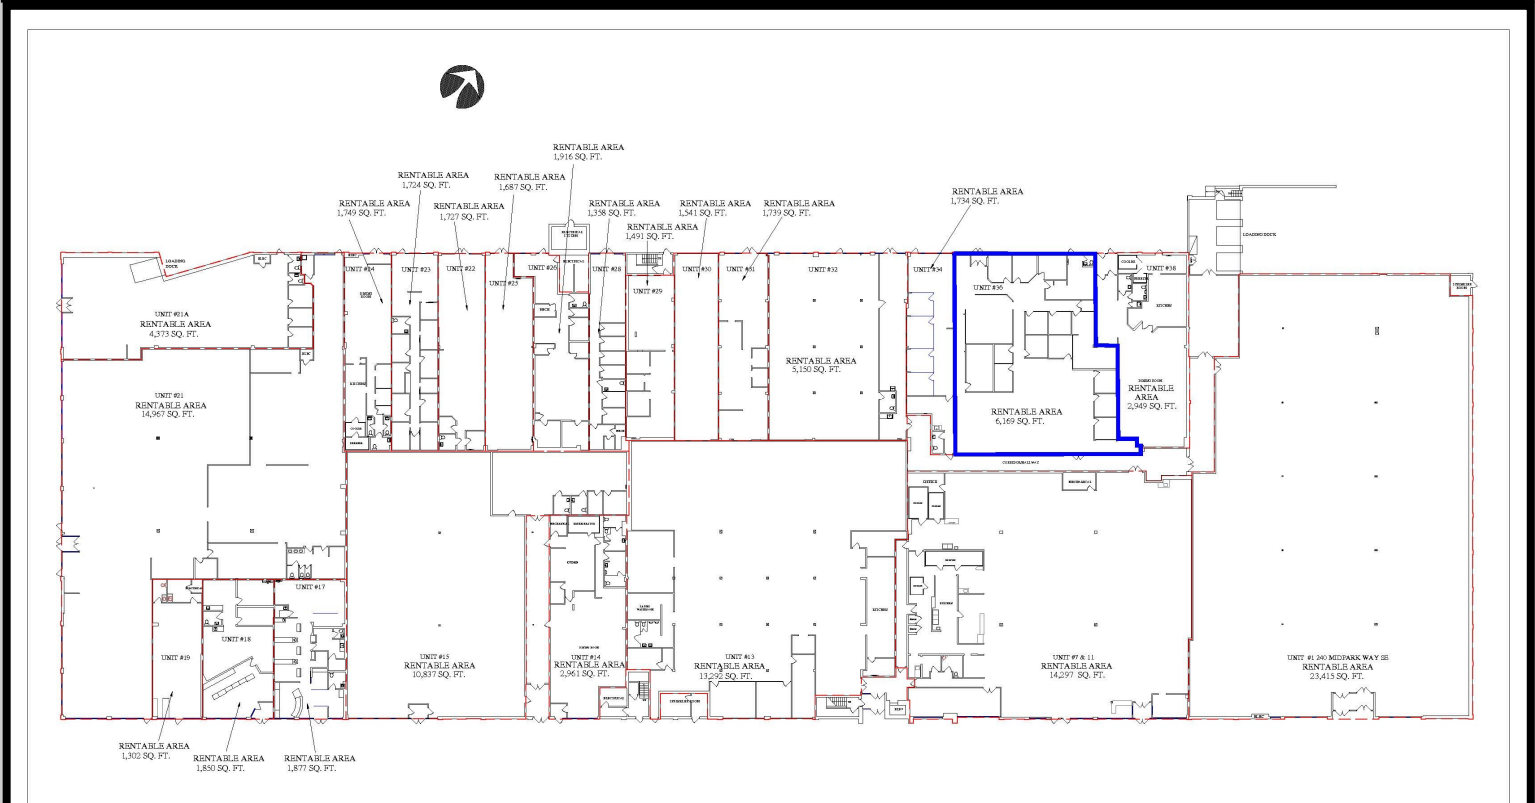 RENTABLE AREA
1,916 SQ. FT.
RENTABLE AREA
1,724 SQ. FT.
RENTABLE AREA
1,687 SQ. FT.
RENTABLE AREA
1,734 SQ. FT.
RENTABLE AREA
1,749 SQ. FT.
RENTABLE AREA
1,727 SQ. FT.
RENTABLE AREA
1,358 SQ. FT.
RENTABLE AREA
1,541 SQ. FT.
RENTABLE AREA
1,739 SQ. FT.
RENTABLE AREA
1,491 SQ. FT.
LOADING
DOCK
ELEC
LOADING DOCK
UNIT #23
UNIT #22
UNIT #26
UNIT #25
UNIT #28
UNIT #29
UNIT #30
UNIT #32
UNIT #34
UNIT #36
UNIT #38
COOLER
KITCHEN
UNIT #21A
RENTABLE AREA
4,373 SQ. FT.
RENTABLE AREA
5,150 SQ. FT.
UNIT #21
RENTABLE AREA
14,967 SQ. FT.
KITCHEN
RENTABLE AREA
6,169 SQ. FT.
DINING ROOM
RENTABLE
AREA
2,949 SQ. FT.
OFFICE
KITCHEN
KITCHEN
UNIT #17
UNIT #18
UNIT #19
UNIT #15
RENTABLE AREA
10,837 SQ. FT.
UNIT #14
RENTABLE AREA
2,961 SQ. FT.
UNIT #13
RENTABLE AREA
13,292 SQ. FT.
UNIT #7 & 11
RENTABLE AREA
14,297 SQ. FT.
UNIT #1 240 MIDPARK WAY SE
RENTABLE AREA
23,415 SQ. FT.
RENTABLE AREA
1,302 SQ. FT.
RENTABLE AREA
1,850 SQ. FT.
RENTABLE AREA
1,877 SQ. FT.